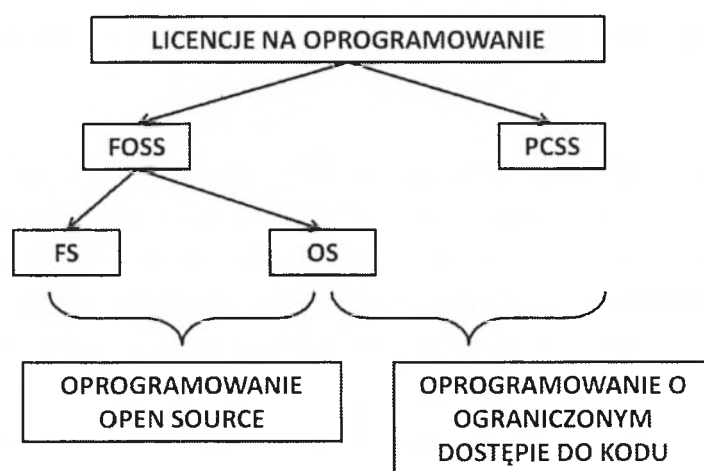 LICENCJE NA OPROGRAMOWANIE
FOSS
PCSS
FS
OS
OPROGRAMOWANIE
OPEN SOURCE
OPROGRAMOWANIE O
OGRANICZONYM
DOSTĘPIE DO KODU